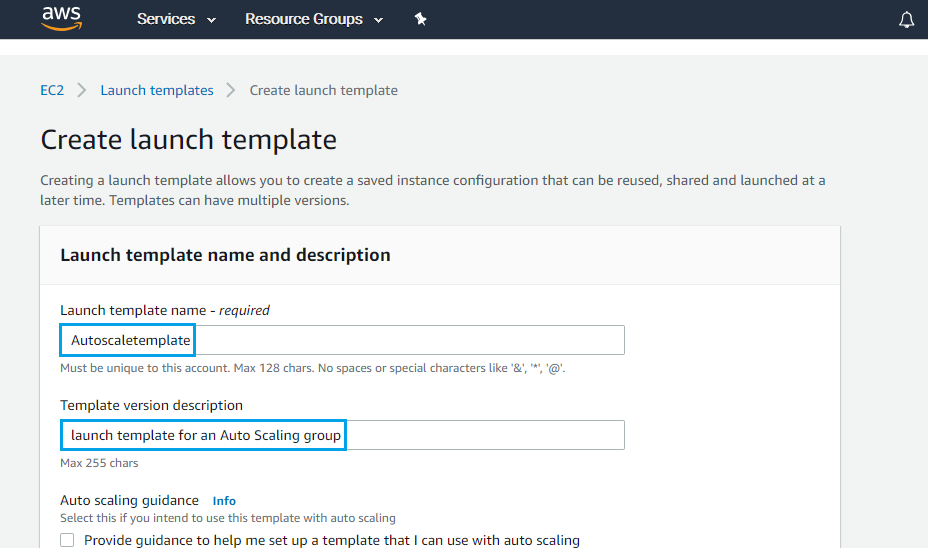 aws Services Resource Groups
EC2 Launch templates Create launch template
Create launch template
Creating a launch template allows you to create a saved instance configuration that can be reused, shared and launched at a
later time. Templates can have multiple versions.
Launch template name and description
Launch template name - required
Autoscaletemplate
Must be unique to this account. Max 128 chars. No spaces or special characters like '&', '*', '@'.
Template version description
launch template for an Auto Scaling group
Max 255 chars
Auto scaling guidance Info
Select this if you intend to use this template with auto scaling
Provide guidance to help me set up a template that I can use with auto scaling